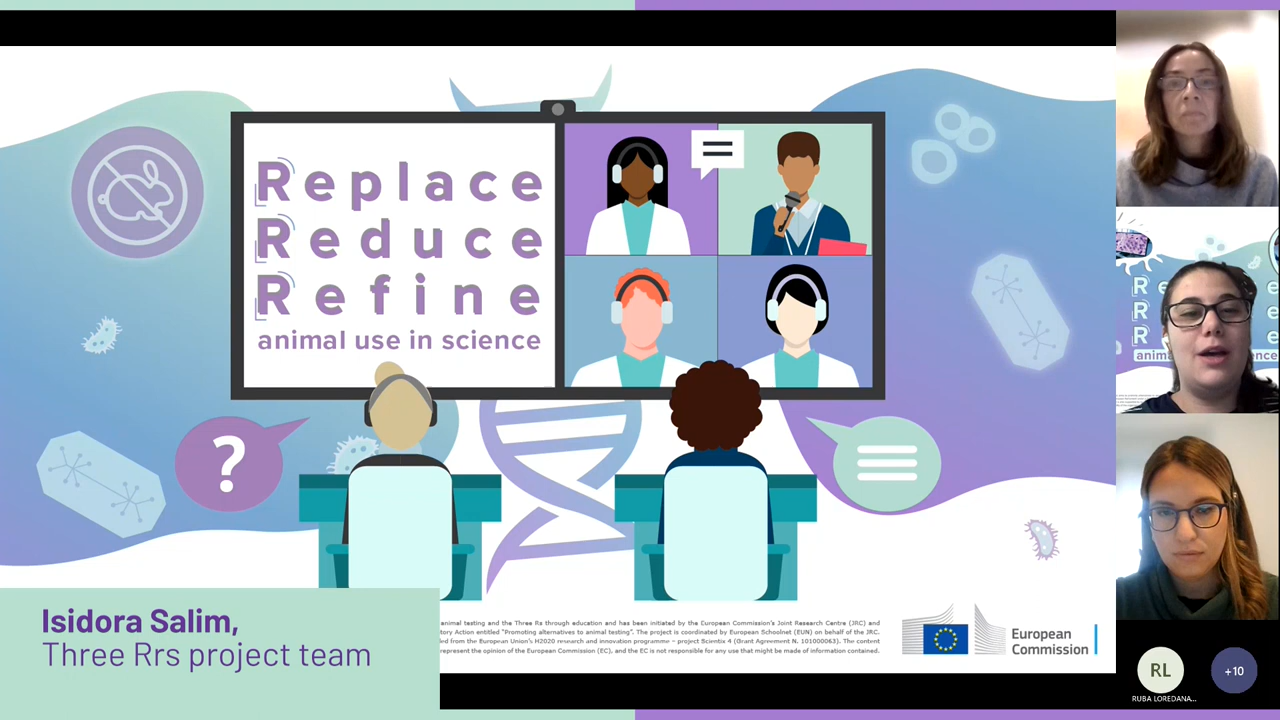 Replace
Reduce
Refine
animal use in science
?
Isidora Salim,
Three Rrs project team
animal testing and the Three Rs through education and has been initiated by the European Commission's Joint Research Centre (JRC) and
tory Action entitled "Promoting alternatives to animal testing". The project is coordinated by European Schoolnet (EUN) on behalf of the JRC.
led from the European Union's H2020 research and innovation programme – project Scientix 4 (Grant Agreement N. 101000063). The content
represent the opinion of the European Commission (EC), and the EC is not responsible for any use that might be made of information contained.
European
Commission
R
R
R
anim
RL
+10
RUBA LOREDANA...